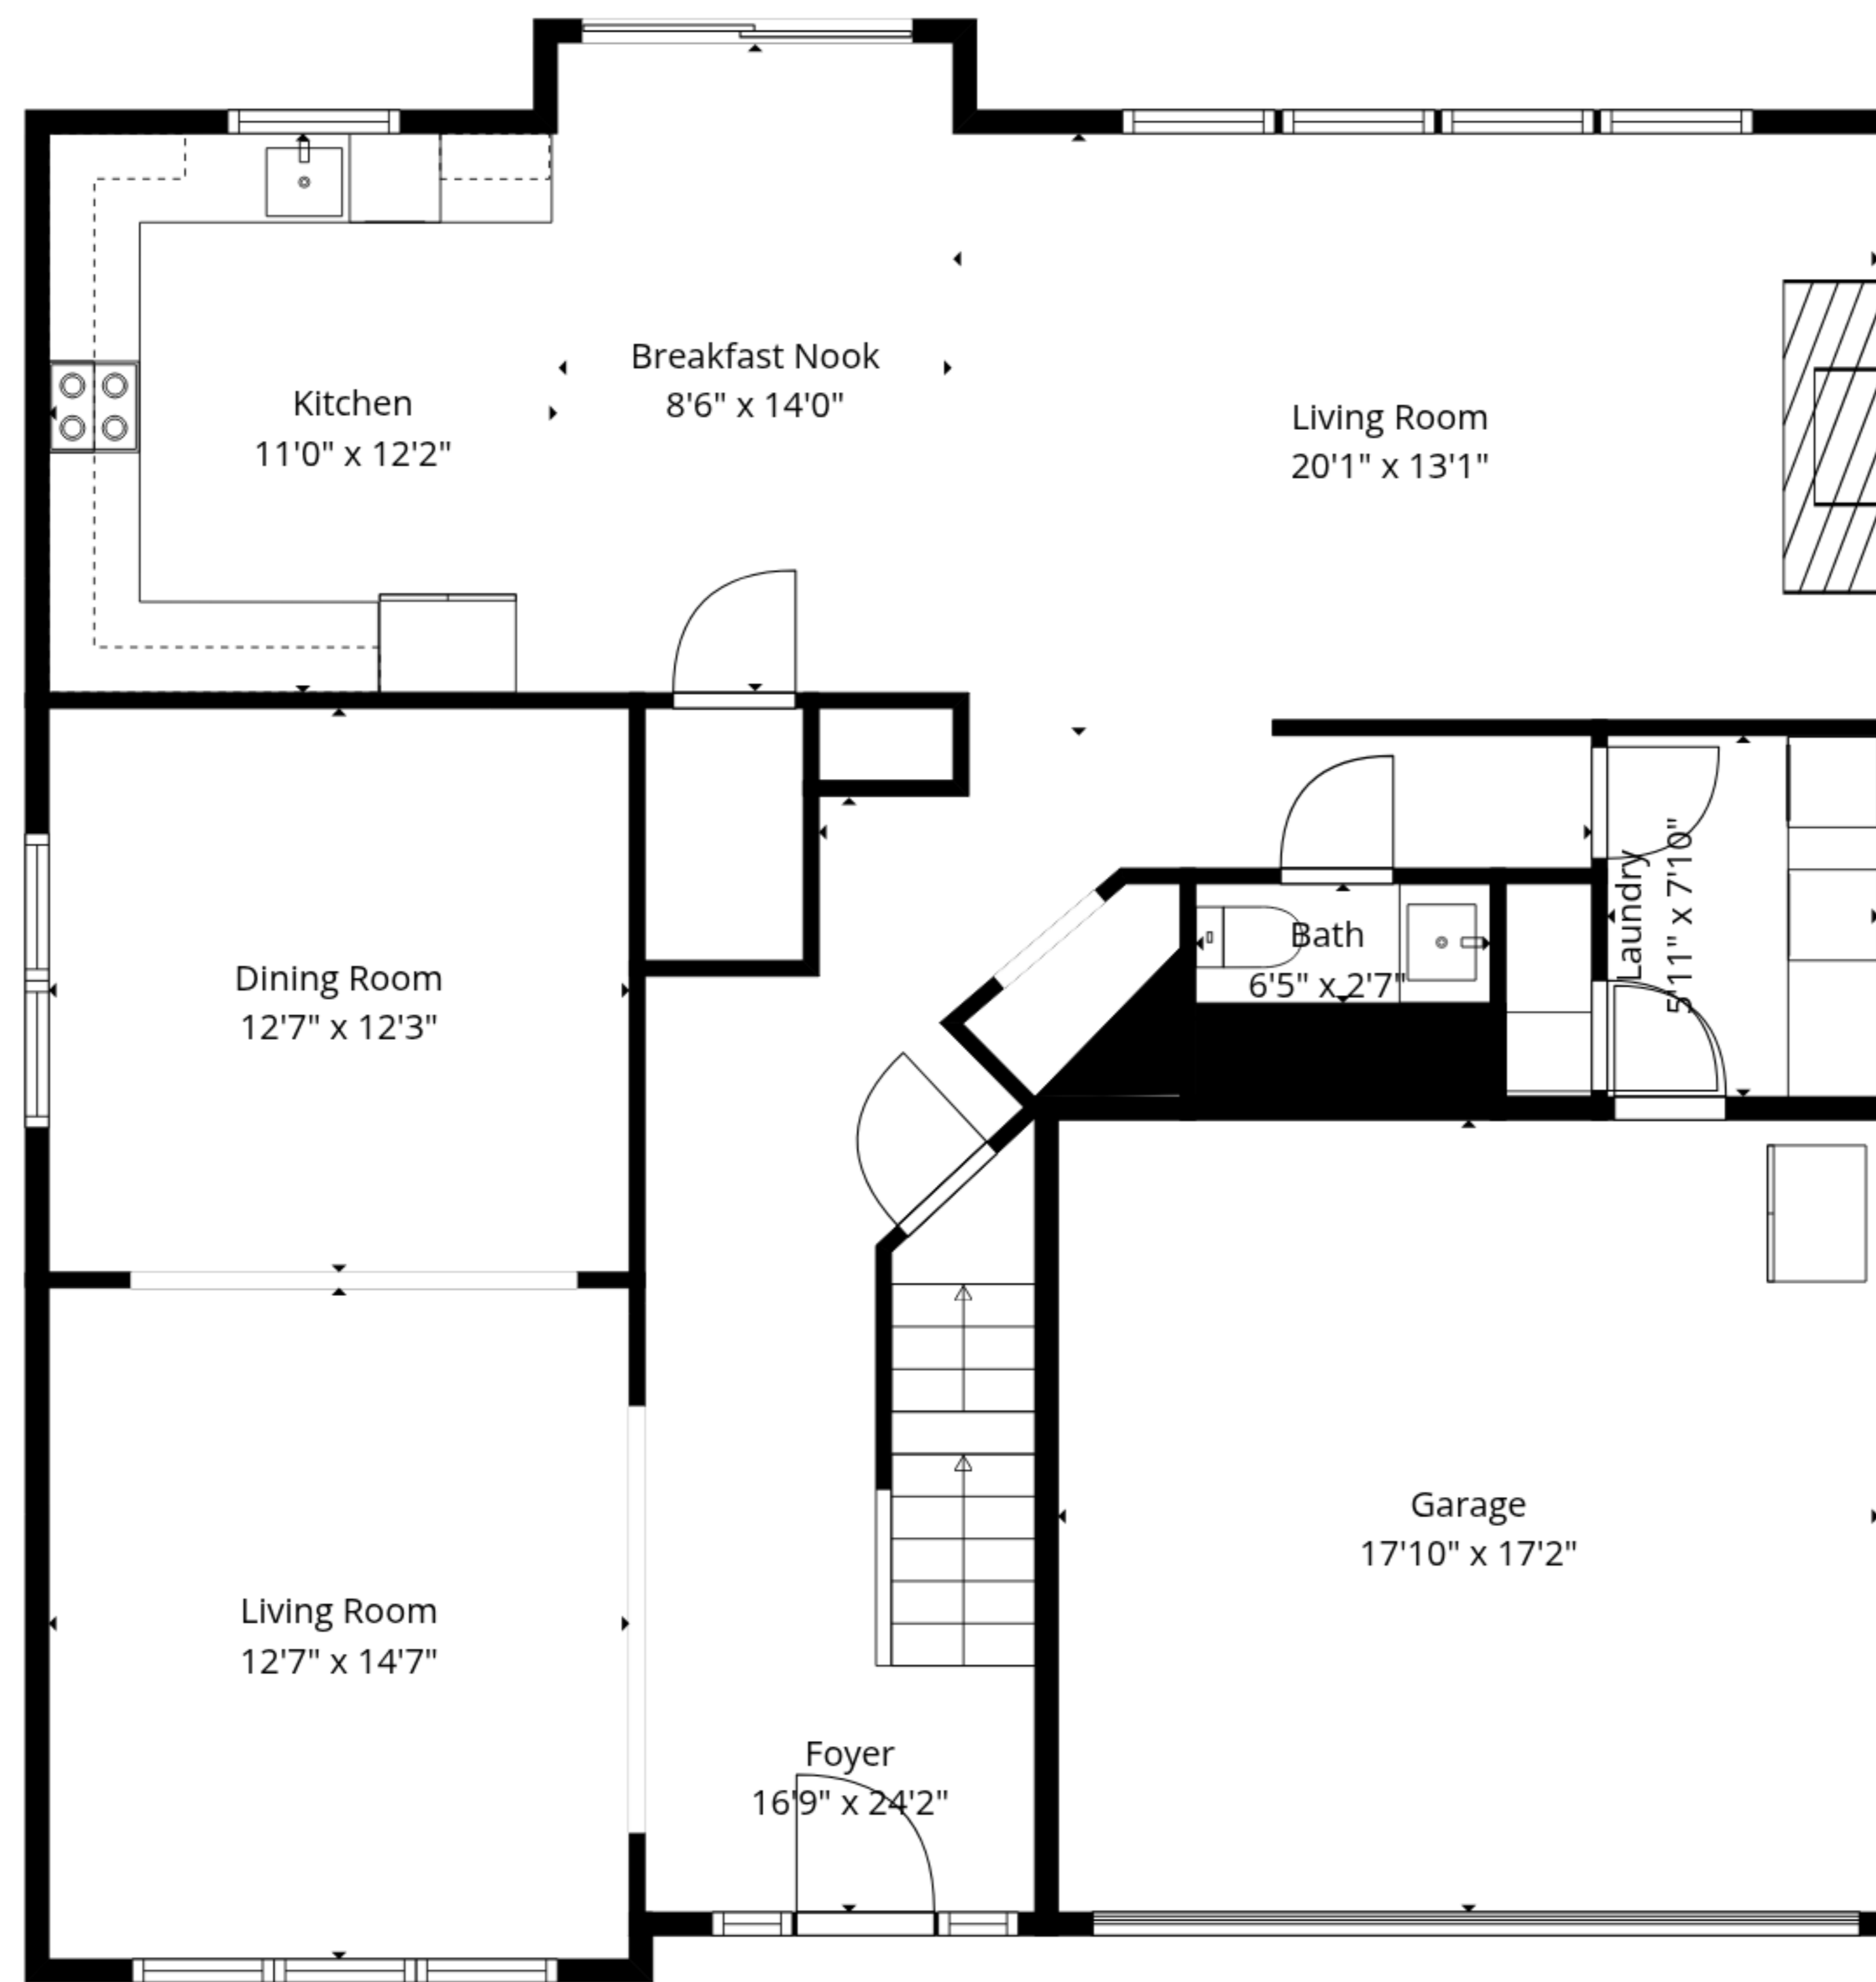 Breakfast Nook
8'6" x 14'0"
Kitchen
11'0" x 12'2"
Living Room
20'1" x 13'1"
Dining Room
12'7" x 12'3"
Bath
6'5" x 2'7"
Laundry
5'11" x 7'10"
Garage
17'10" x 17'2"
Living Room
12'7" x 14'7"
Foyer
16'9" x 24'2"